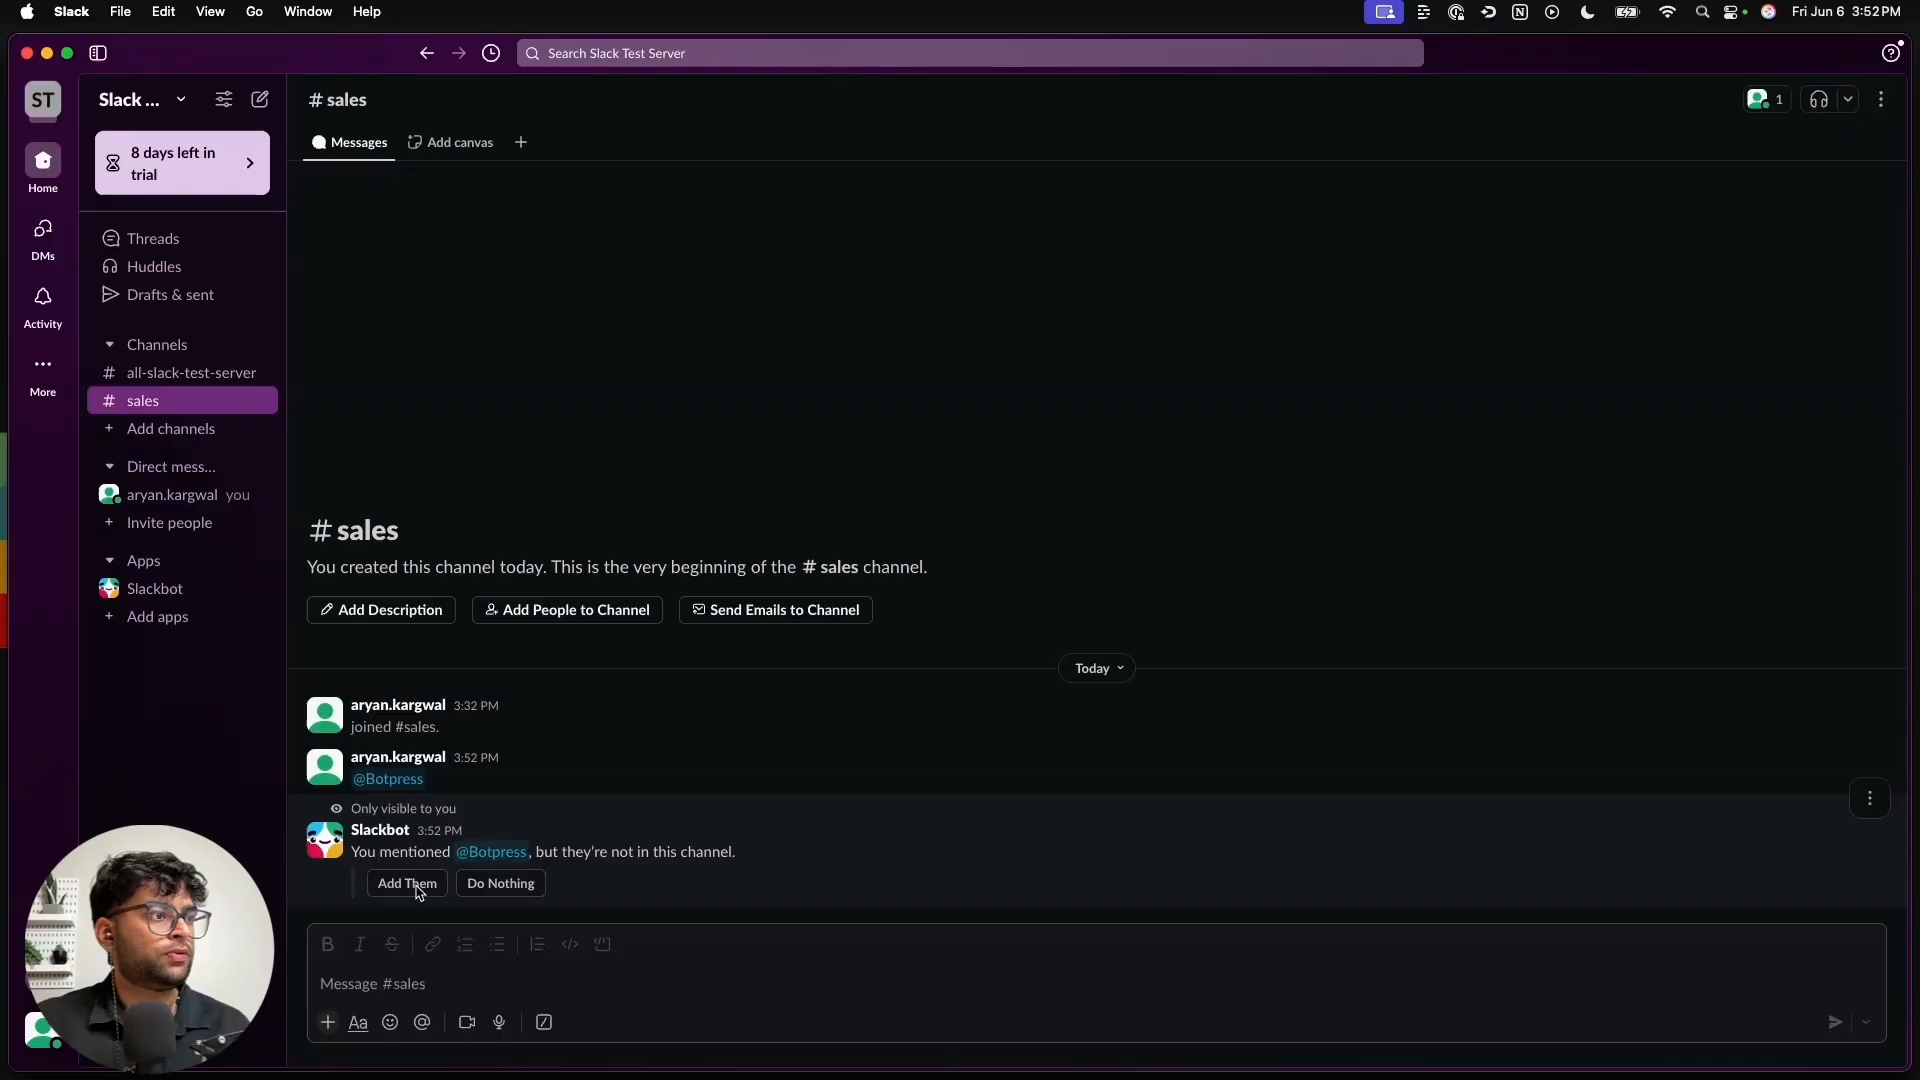 Slack File Edit View Go Window Help
Fri Jun 6 3:52 PM
Search Slack Test Server
ST
Home
DMs
Activity
More
Slack ...
8 days left in
trial
Threads
Huddles
Drafts & sent
Channels
# all-slack-test-server
# sales
+ Add channels
Direct mess...
aryan.kargwal you
+ Invite people
Apps
Slackbot
+ Add apps
# sales
1
Messages
Add canvas
# sales
You created this channel today. This is the very beginning of the # sales channel.
Add Description
Add People to Channel
Send Emails to Channel
Today
aryan.kargwal 3:32 PM
joined #sales.
aryan.kargwal 3:52 PM
@Botpress
Only visible to you
Slackbot 3:52 PM
You mentioned @Botpress, but they're not in this channel.
Add Them
Do Nothing
Message #sales
Aa